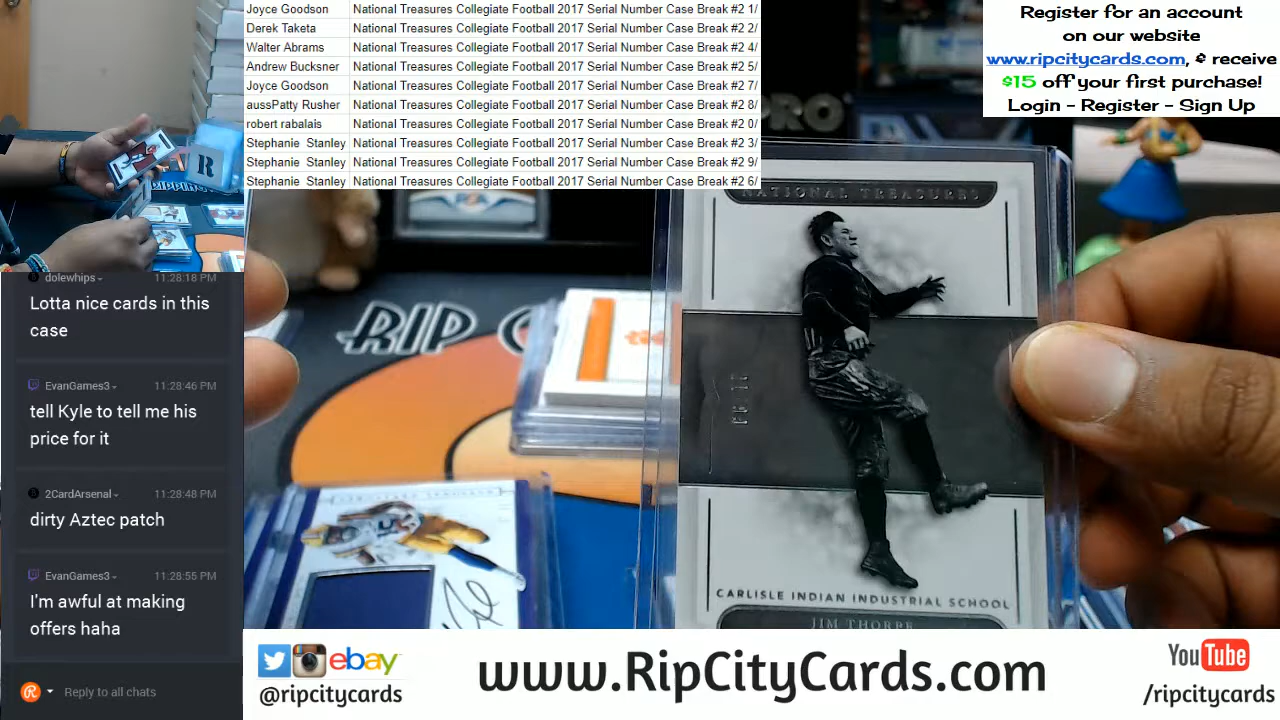 Joyce Goodson National Treasures Collegiate Football 2017 Serial Number Case Break #2 1/
Derek Taketa National Treasures Collegiate Football 2017 Serial Number Case Break #2 2/
Walter Abrams National Treasures Collegiate Football 2017 Serial Number Case Break #2 4/
Andrew Bucksner National Treasures Collegiate Football 2017 Serial Number Case Break #2 5/
Joyce Goodson National Treasures Collegiate Football 2017 Serial Number Case Break #2 7/
aussPatty Rusher National Treasures Collegiate Football 2017 Serial Number Case Break #2 8/
robert rabalais National Treasures Collegiate Football 2017 Serial Number Case Break #2 0/
Stephanie Stanley National Treasures Collegiate Football 2017 Serial Number Case Break #2 3/
Stephanie Stanley National Treasures Collegiate Football 2017 Serial Number Case Break #2 9/
Stephanie Stanley National Treasures Collegiate Football 2017 Serial Number Case Break #2 6/
Register for an account
on our website
www.ripcitycards.com, & receive
$15 off your first purchase!
Login - Register - Sign Up
dolewhips 11:28:18 PM
Lotta nice cards in this
case
EvanGames3 11:28:46 PM
tell Kyle to tell me his
price for it
2CardArsenal 11:28:48 PM
dirty Aztec patch
EvanGames3 11:28:55 PM
I'm awful at making
offers haha
Reply to all chats
R
RIPPING
PRO
RIP C
NATIONAL TREASURES
CARLISLE INDIAN INDUSTRIAL SCHOOL
JIM THORPE
ebay
@ripcitycards
www.RipCityCards.com
YouTube
/ripcitycards